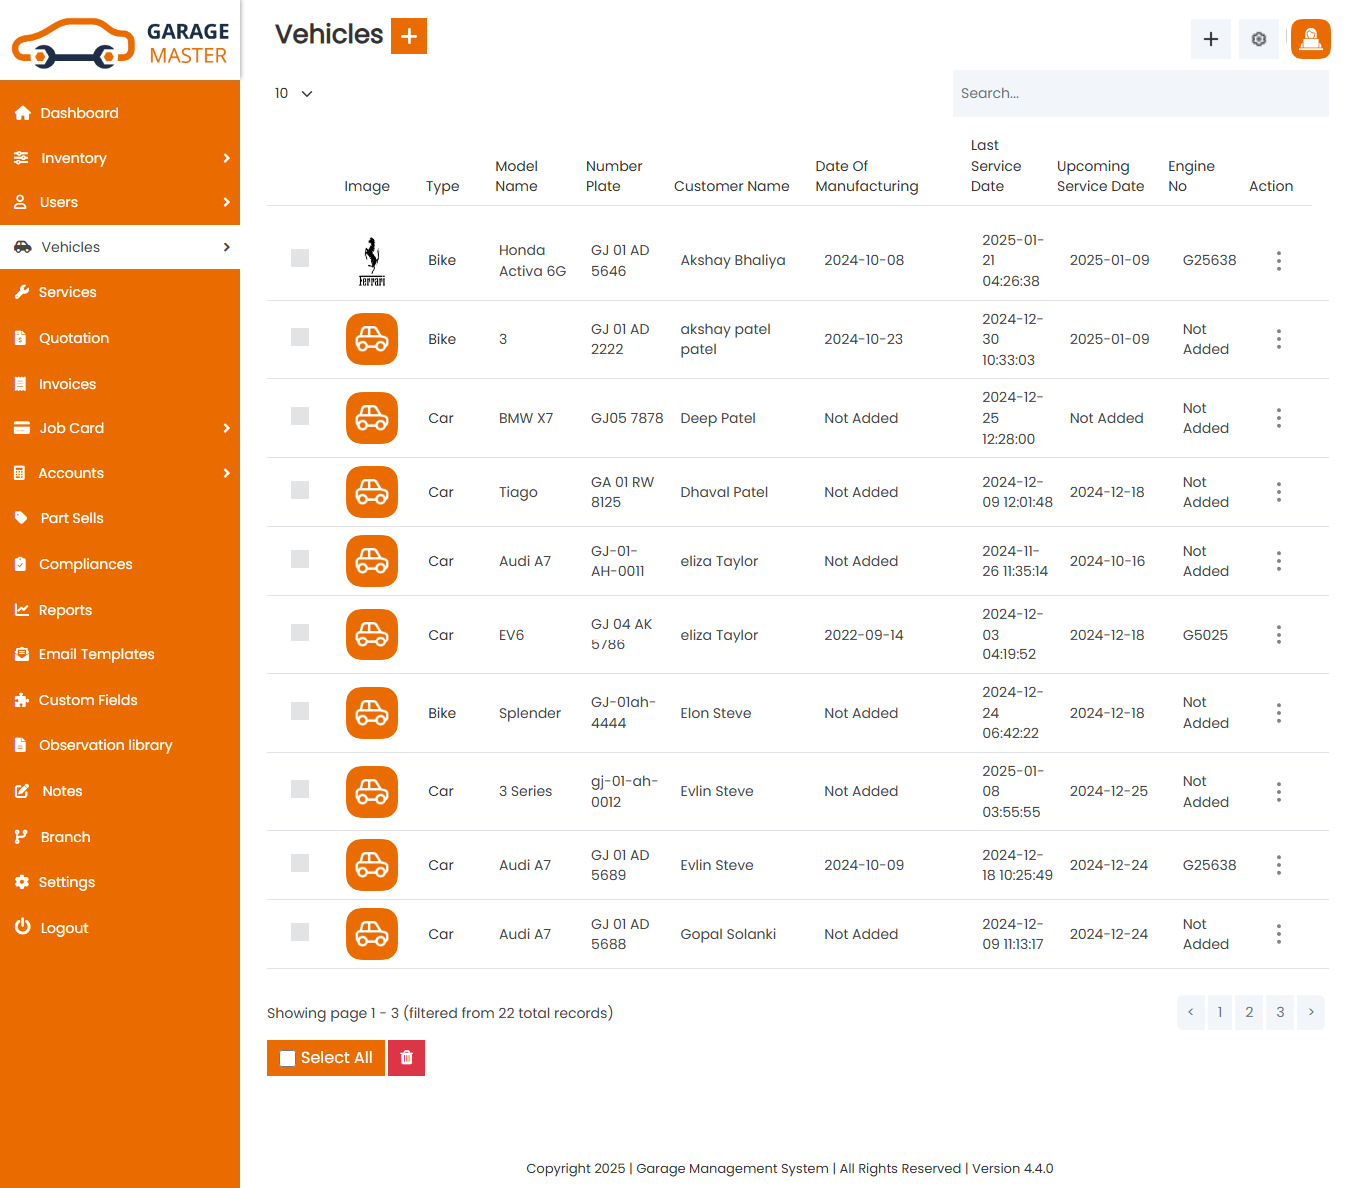 GARAGE
MASTER
Vehicles +
10
Search...
Dashboard
Inventory
Users
Vehicles
Services
Quotation
Invoices
Job Card
Accounts
Part Sells
Compliances
Reports
Email Templates
Custom Fields
Observation library
Notes
Branch
Settings
Logout
Image
Type
Model
Name
Number
Plate
Customer Name
Date Of
Manufacturing
Last
Service
Date
Upcoming
Service Date
Engine
No
Action
Ferrari
Bike
Honda
Activa 6G
GJ 01 AD
5646
Akshay Bhaliya
2024-10-08
2025-01-
21
04:26:38
2025-01-09
G25638
Bike
3
GJ 01 AD
2222
akshay patel
patel
2024-10-23
2024-12-
30
10:33:03
2025-01-09
Not
Added
Car
BMW X7
GJ05 7878
Deep Patel
Not Added
2024-12-
25
12:28:00
Not Added
Not
Added
Car
Tiago
GA 01 RW
8125
Dhaval Patel
Not Added
2024-12-
09 12:01:48
2024-12-18
Not
Added
Car
Audi A7
GJ-01-
AH-0011
eliza Taylor
Not Added
2024-11-
26 11:35:14
2024-10-16
Not
Added
Car
EV6
GJ 04 AK
5786
eliza Taylor
2022-09-14
2024-12-
03
04:19:52
2024-12-18
G5025
Bike
Splender
GJ-01ah-
4444
Elon Steve
Not Added
2024-12-
24
06:42:22
2024-12-18
Not
Added
Car
3 Series
gj-01-ah-
0012
Evlin Steve
Not Added
2025-01-
08
03:55:55
2024-12-25
Not
Added
Car
Audi A7
GJ 01 AD
5689
Evlin Steve
2024-10-09
2024-12-
18 10:25:49
2024-12-24
G25638
Car
Audi A7
GJ 01 AD
5688
Gopal Solanki
Not Added
2024-12-
09 11:13:17
2024-12-24
Not
Added
Showing page 1 - 3 (filtered from 22 total records)
< 1 2 3 >
Select All
Copyright 2025 | Garage Management System | All Rights Reserved | Version 4.4.0